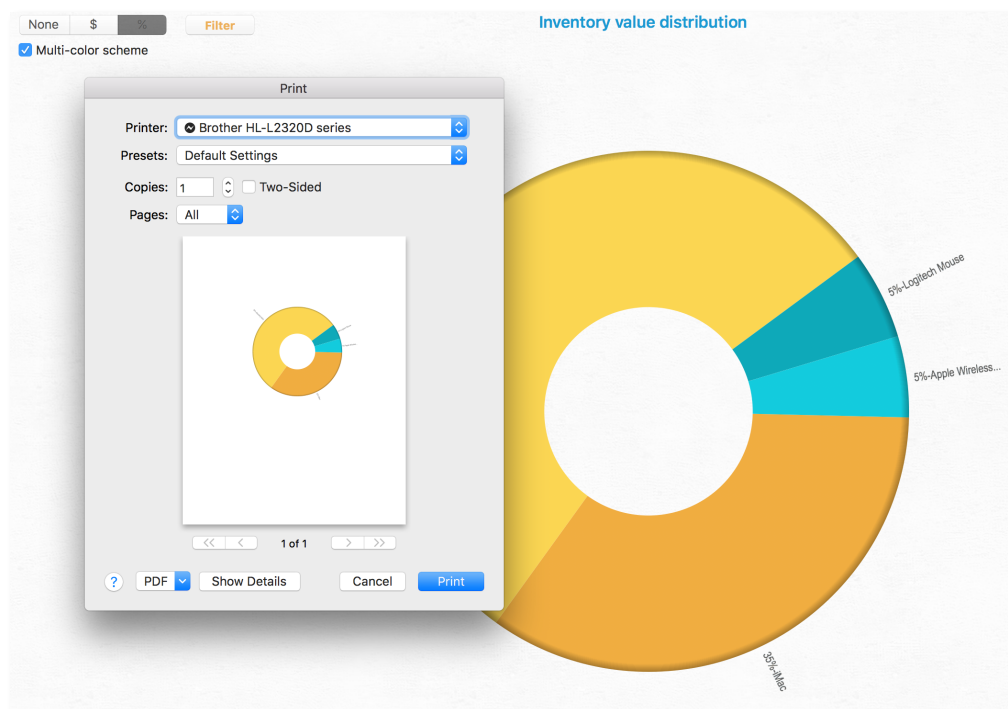 None $ % Filter
Inventory value distribution
Multi-color scheme
Print
Printer: Brother HL-L2320D series
Presets: Default Settings
Copies: 1 Two-Sided
Pages: All
<< < 1 of 1 > >>
? PDF Show Details Cancel Print
5%-Logitech Mouse
5%-Apple Wireless...
35%-iMac